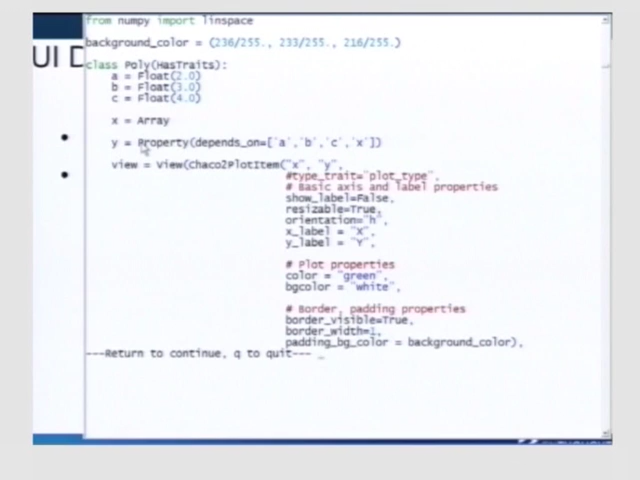 UI D
from numpy import linspace
background_color = (236/255., 233/255., 216/255.)
class Poly(HasTraits):
a = Float(2.0)
b = Float(3.0)
c = Float(4.0)
x = Array
y = Property(depends_on=['a','b','c','x'])
view = View(chaco2PlotItem("x", "y",
#type_trait="plot_type",
# Basic axis and label properties
show_label=False,
resizable=True,
orientation="h",
x_label = "X",
y_label = "Y",
# Plot properties
color = "green",
bgcolor = "white",
# Border, padding properties
border_visible=True,
border_width=1,
padding_bg_color = background_color),
---Return to continue, q to quit--- _